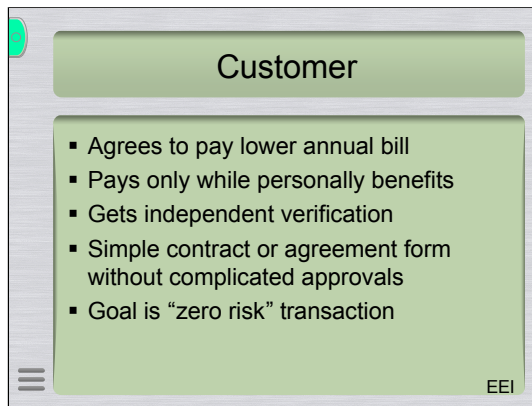 Customer
▪ Agrees to pay lower annual bill
▪ Pays only while personally benefits
▪ Gets independent verification
▪ Simple contract or agreement form
without complicated approvals
▪ Goal is “zero risk” transaction
EEI